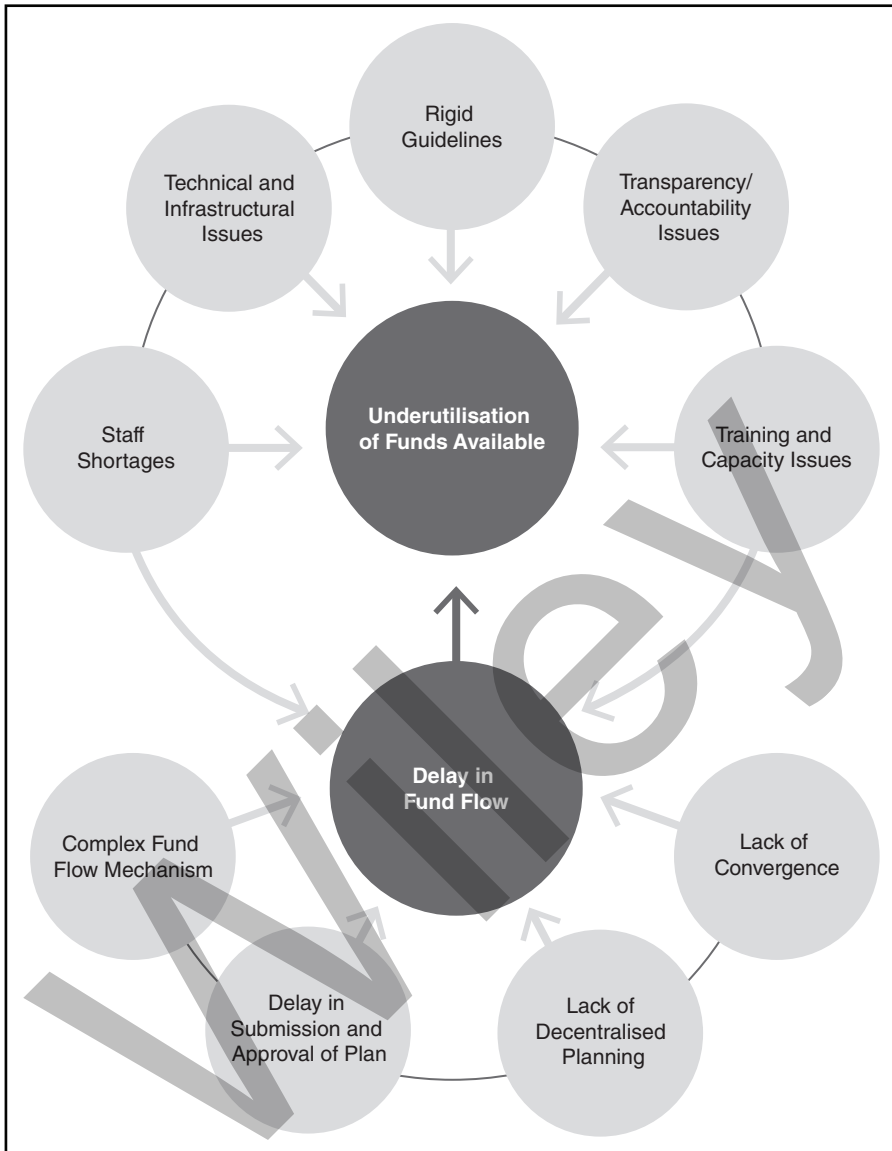 Rigid
Guidelines
Technical and
Infrastructural
Issues
Transparency/
Accountability
Issues
Staff
Shortages
Underutilisation
of Funds Available
Training and
Capacity Issues
Delay in
Fund Flow
Complex Fund
Flow Mechanism
Lack of
Convergence
Delay in
Submission and
Approval of Plan
Lack of
Decentralised
Planning
Willey